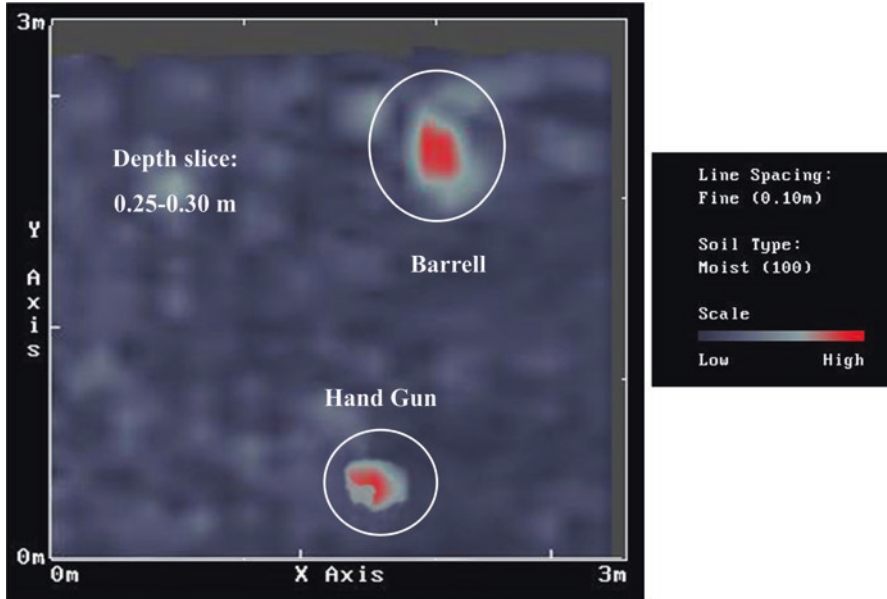 3m
Depth slice:
0.25-0.30 m
Barrell
Y Axis
Hand Gun
0m
0m
X Axis
3m
Line Spacing:
Fine (0.10m)
Soil Type:
Moist (100)
Scale
Low
High